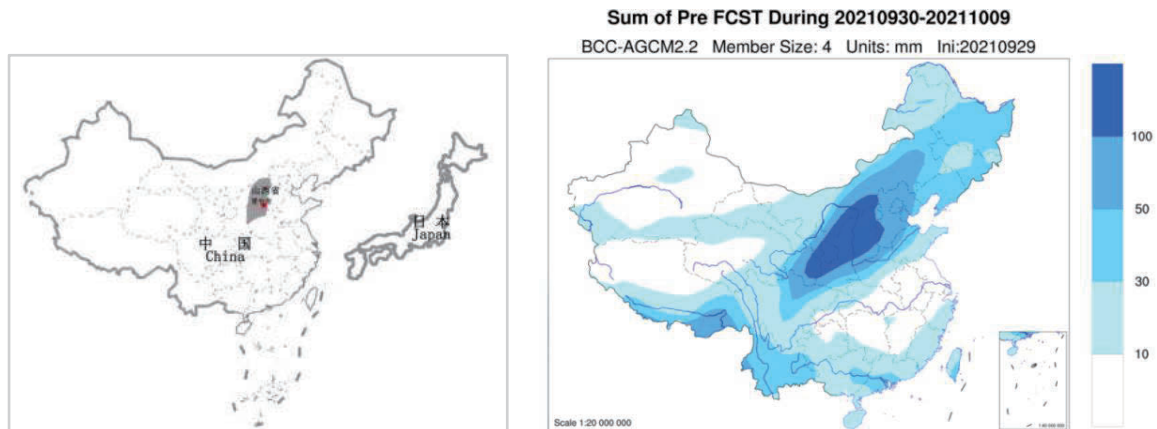 山西省
中 国
China
日 本
Japan
Sum of Pre FCST During 20210930-20211009
BCC-AGCM2.2 Member Size: 4 Units: mm Ini:20210929
100
50
30
10
Scale 1:20 000 000